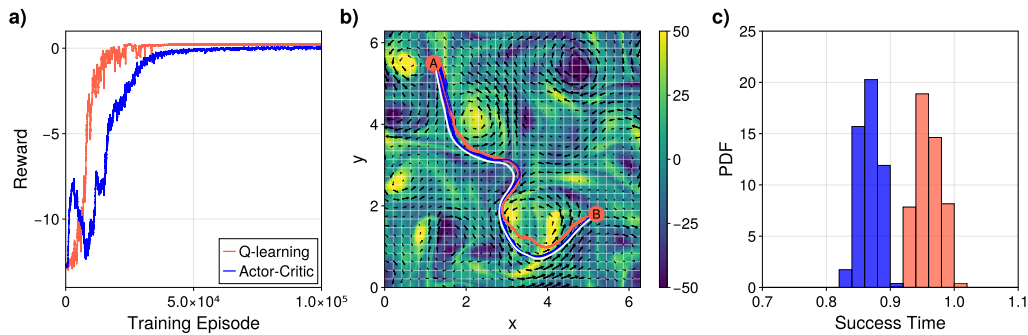 a)
Reward
0
−5
−10
0
5.0×10⁴
1.0×10⁵
Training Episode
Q-learning
Actor-Critic
b)
y
6
4
2
0
0
2
4
6
x
A
B
50
25
0
−25
−50
c)
PDF
25
20
15
10
5
0
0.7
0.8
0.9
1.0
1.1
Success Time